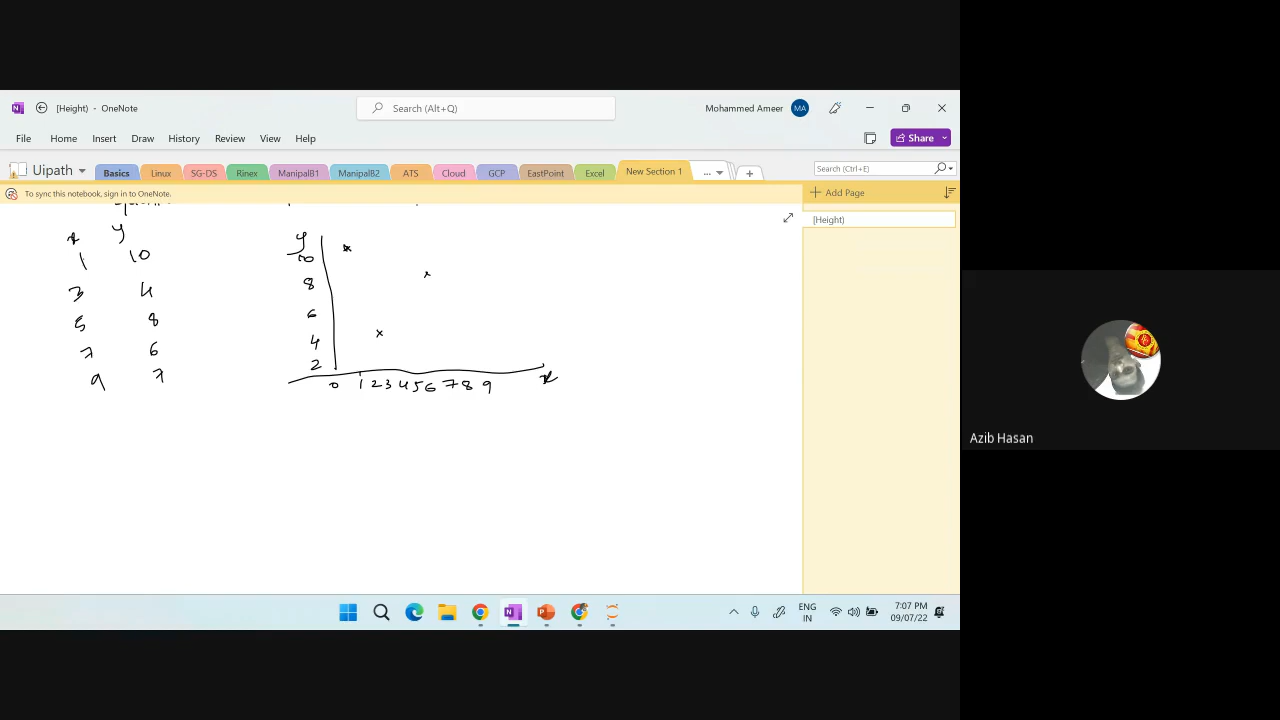 [Height) - OneNote
Search (Alt+Q)
Mohammed Ameer MA
File Home Insert Draw History Review View Help
Share
Uipath Basics Linux SG-DS Rinex ManipalB1 ManipalB2 ATS Cloud GCP EastPoint Excel New Section 1 ...
Search (Ctrl+E)
To sync this notebook, sign in to OneNote.
Add Page
[Height)
x y
1 10
3 4
5 8
7 6
9 7
y
10
8
6
4
2
0 1 2 3 4 5 6 7 8 9 x
Azib Hasan
ENG
IN
7:07 PM
09/07/22